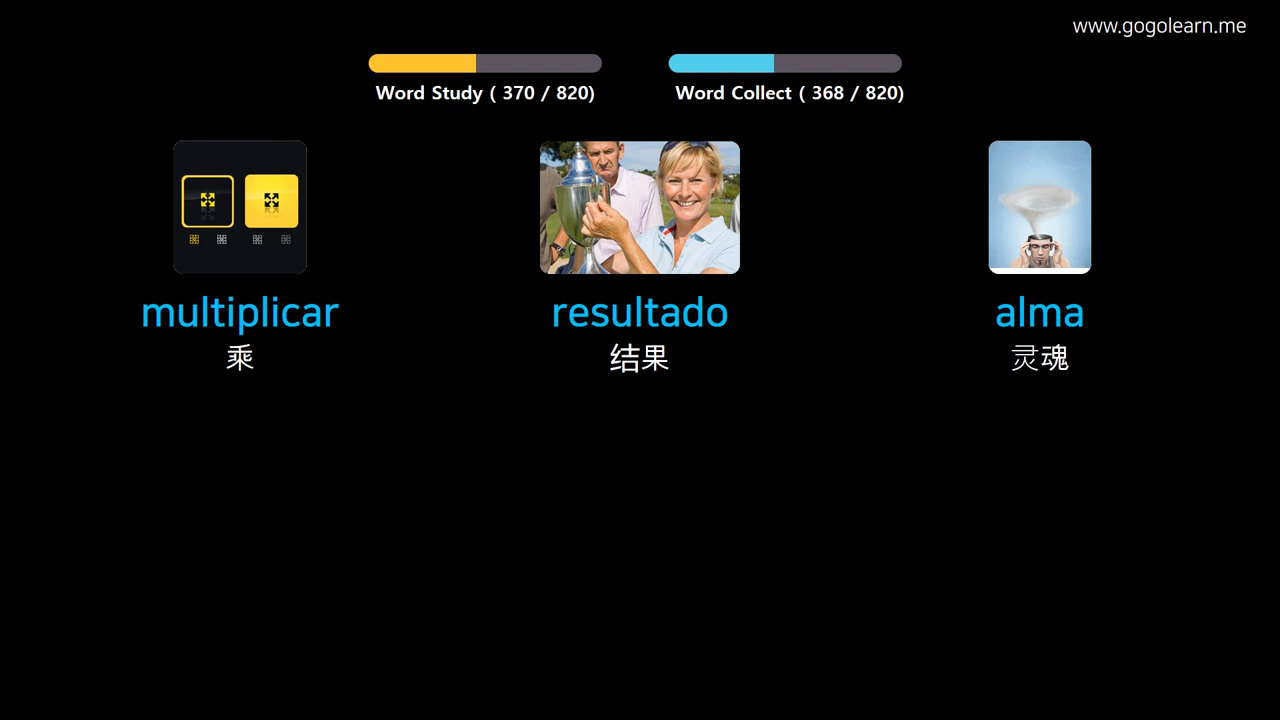 www.gogolearn.me
Word Study ( 370 / 820)
Word Collect ( 368 / 820)
multiplicar
resultado
alma
乘
结果
灵魂